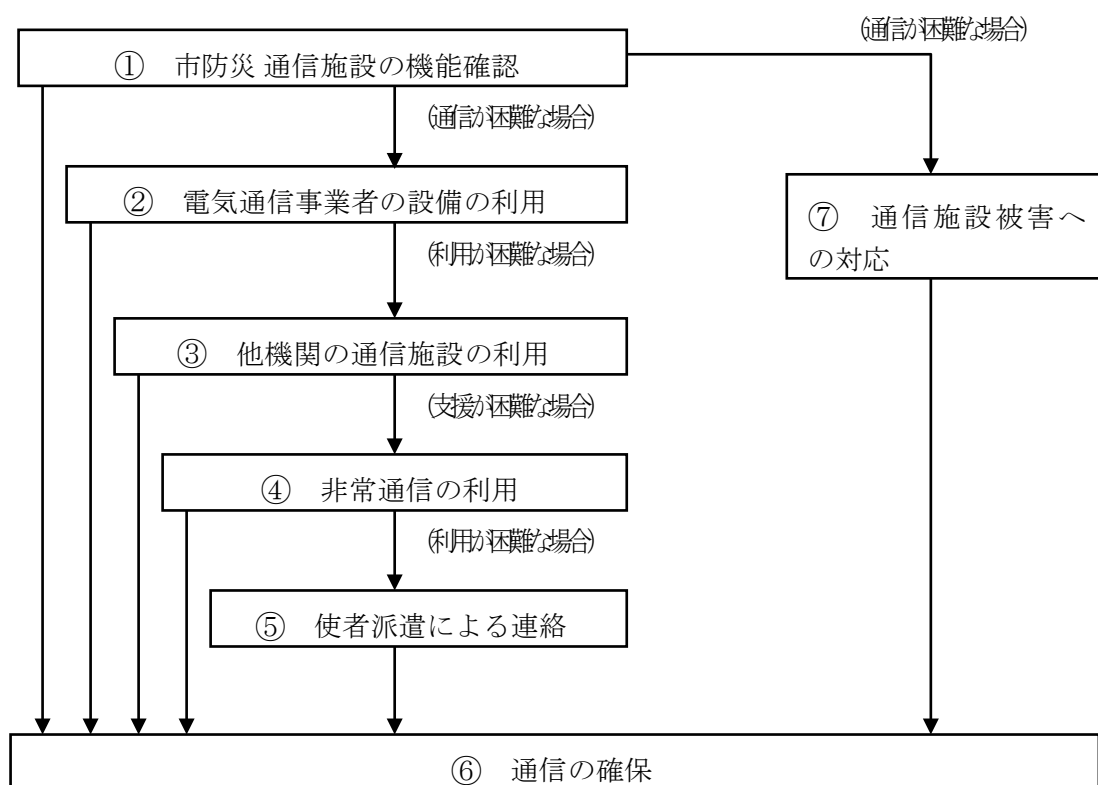 (通信が困難な場合)
① 市防災 通信施設の機能確認
(通信が困難な場合)
② 電気通信事業者の設備の利用
⑦ 通信施設被害へ
の対応
(利用が困難な場合)
③ 他機関の通信施設の利用
(支援が困難な場合)
④ 非常通信の利用
(利用が困難な場合)
⑤ 使者派遣による連絡
⑥ 通信の確保